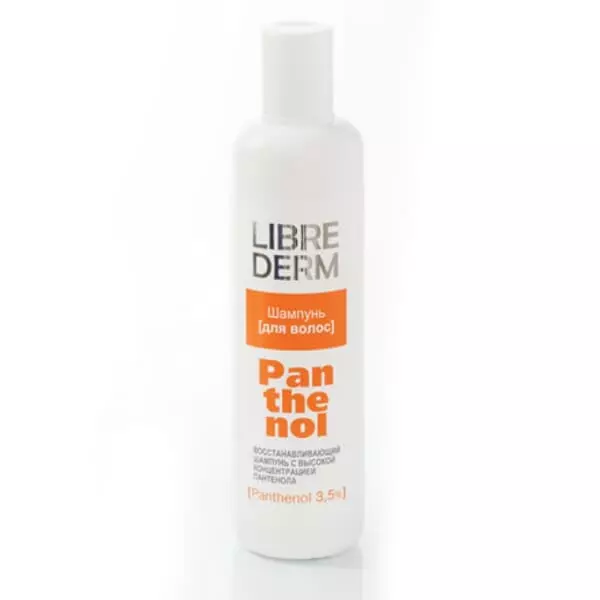 LIBRE
DERM
Шампунь
[для волос]
Pan
the
nol
ВОССТАНАВЛИВАЮЩИЙ
ШАМПУНЬ С ВЫСОКОЙ
КОНЦЕНТРАЦИЕЙ
ПАНТЕНОЛА
[Panthenol 3,5%]